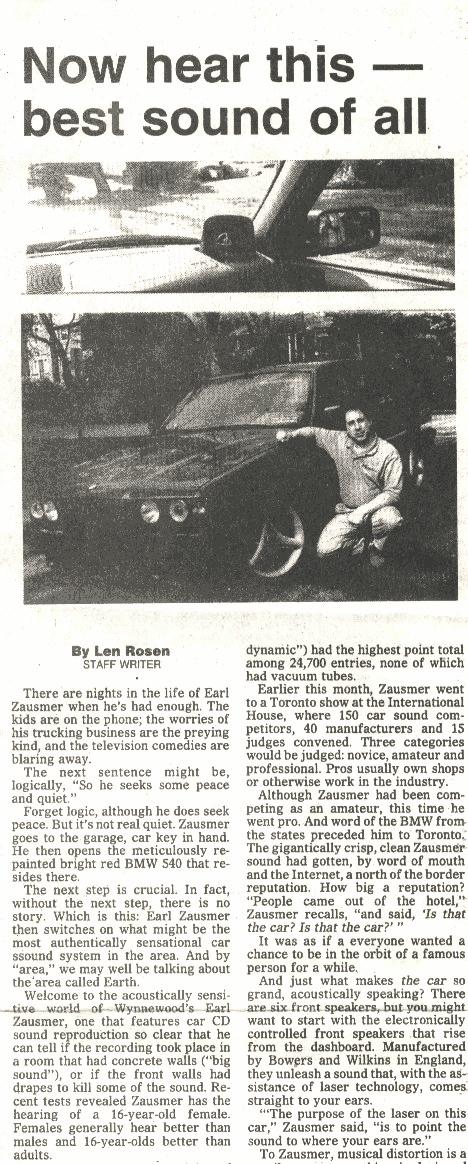 Now hear this —
best sound of all
By Len Rosen
STAFF WRITER
There are nights in the life of Earl
Zausmer when he's had enough. The
kids are on the phone; the worries of
his trucking business are the preying
kind, and the television comedies are
blaring away.
The next sentence might be,
logically, "So he seeks some peace
and quiet."
Forget logic, although he does seek
peace. But it's not real quiet. Zausmer
goes to the garage, car key in hand.
He then opens the meticulously re-
painted bright red BMW 540 that re-
sides there.
The next step is crucial. In fact,
without the next step, there is no
story. Which is this: Earl Zausmer
then switches on what might be the
most authentically sensational car
ssound system in the area. And by
"area," we may well be talking about
the area called Earth.
Welcome to the acoustically sensi-
tive world of Wynnewood's Earl
Zausmer, one that features car CD
sound reproduction so clear that he
can tell if the recording took place in
a room that had concrete walls ("big
sound"), or if the front walls had
drapes to kill some of the sound. Re-
cent tests revealed Zausmer has the
hearing of a 16-year-old female.
Females generally hear better than
males and 16-year-olds better than
adults.
dynamic") had the highest point total
among 24,700 entries, none of which
had vacuum tubes.
Earlier this month, Zausmer went
to a Toronto show at the International
House, where 150 car sound com-
petitors, 40 manufacturers and 15
judges convened. Three categories
would be judged: novice, amateur and
professional. Pros usually own shops
or otherwise work in the industry.
Although Zausmer had been com-
peting as an amateur, this time he
went pro. And word of the BMW from
the states preceded him to Toronto.
The gigantically crisp, clean Zausmer
sound had gotten, by word of mouth
and the Internet, a north of the border
reputation. How big a reputation?
"People came out of the hotel,"
Zausmer recalls, "and said, 'Is that
the car? Is that the car?' "
It was as if a everyone wanted a
chance to be in the orbit of a famous
person for a while.
And just what makes the car so
grand, acoustically speaking? There
are six front speakers, but you might
want to start with the electronically
controlled front speakers that rise
from the dashboard. Manufactured
by Bowers and Wilkins in England,
they unleash a sound that, with the as-
sistance of laser technology, comes
straight to your ears.
"'The purpose of the laser on this
car," Zausmer said, "is to point the
sound to where your ears are."
To Zausmer, musical distortion is a